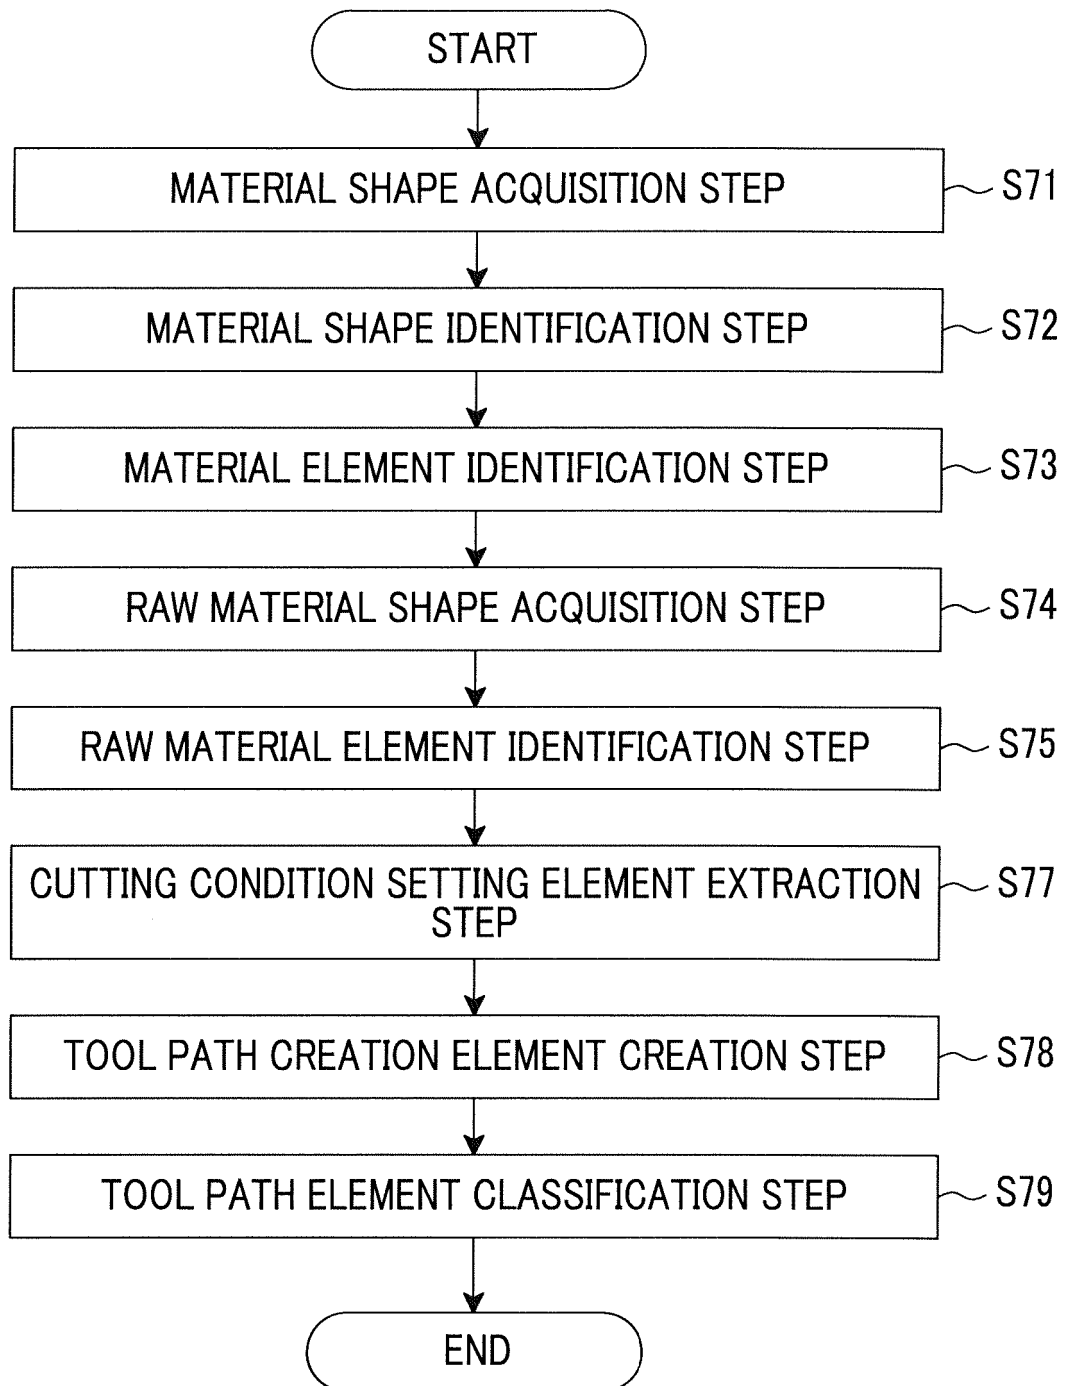 START
MATERIAL SHAPE ACQUISITION STEP S71
MATERIAL SHAPE IDENTIFICATION STEP S72
MATERIAL ELEMENT IDENTIFICATION STEP S73
RAW MATERIAL SHAPE ACQUISITION STEP S74
RAW MATERIAL ELEMENT IDENTIFICATION STEP S75
CUTTING CONDITION SETTING ELEMENT EXTRACTION S77
STEP
TOOL PATH CREATION ELEMENT CREATION STEP S78
TOOL PATH ELEMENT CLASSIFICATION STEP S79
END